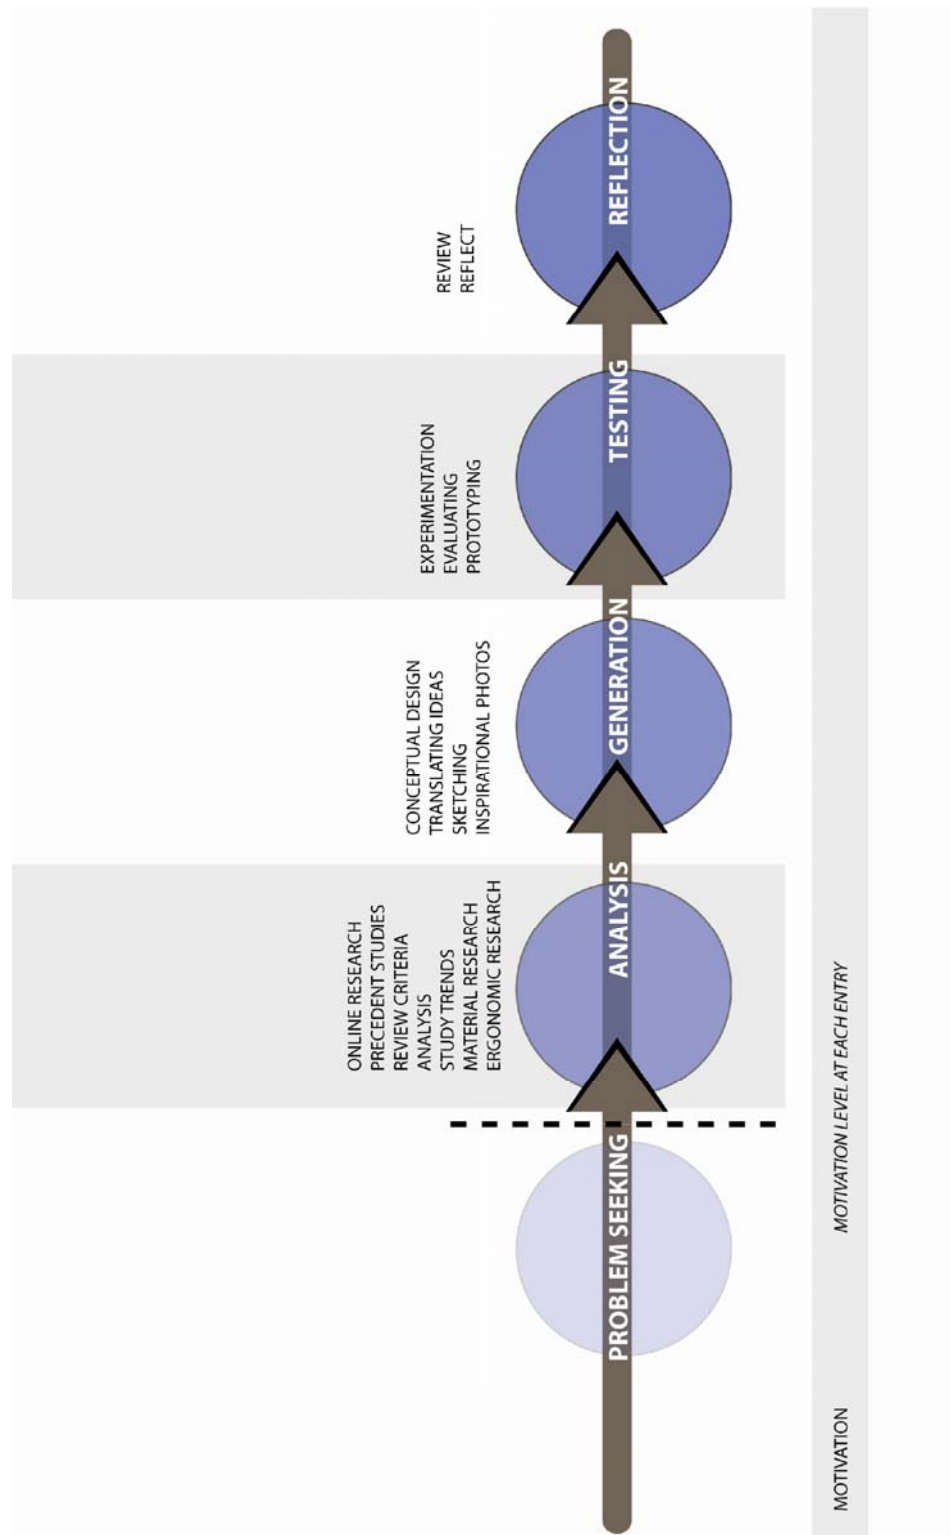 ONLINE RESEARCH
PRECEDENT STUDIES
REVIEW CRITERIA
ANALYSIS
STUDY TRENDS
MATERIAL RESEARCH
ERGONOMIC RESEARCH
CONCEPTUAL DESIGN
TRANSLATING IDEAS
SKETCHING
INSPIRATIONAL PHOTOS
EXPERIMENTATION
EVALUATING
PROTOTYPING
REVIEW
REFLECT
PROBLEM SEEKING
ANALYSIS
GENERATION
TESTING
REFLECTION
MOTIVATION
MOTIVATION LEVEL AT EACH ENTRY